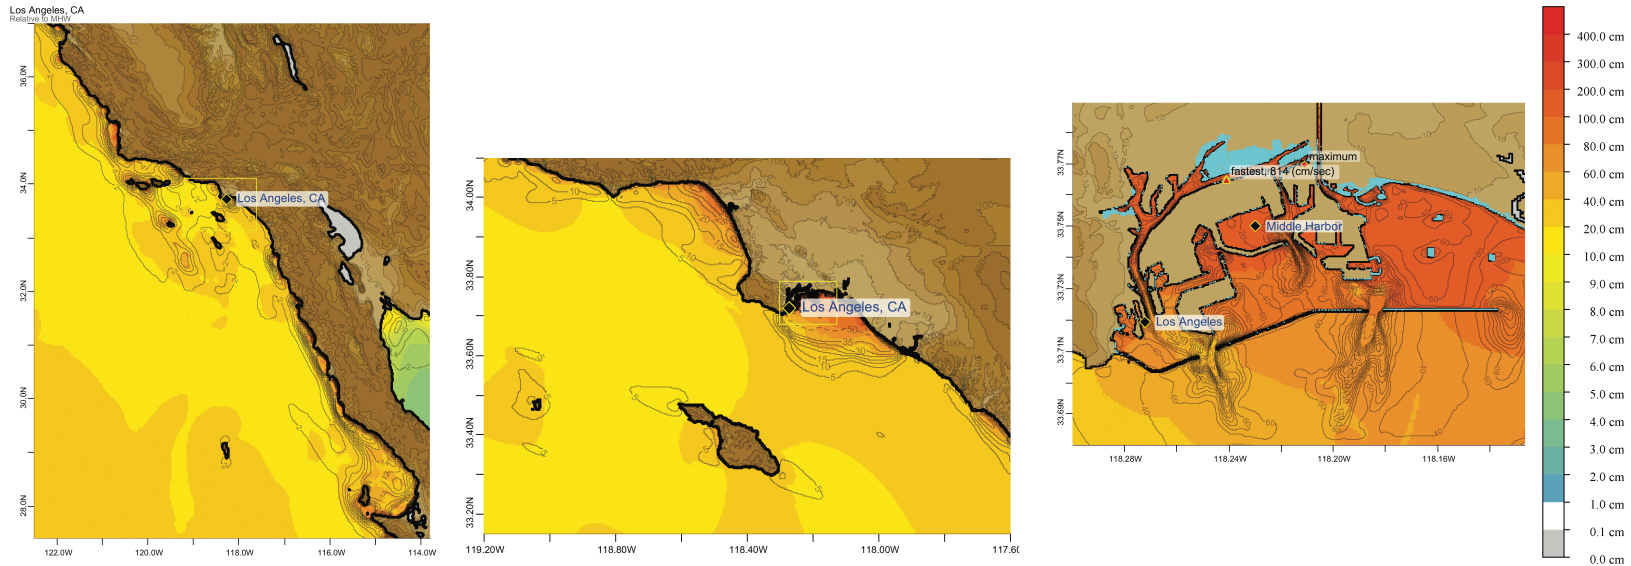 Los Angeles, CA
Relative to MHW
36.0N
34.0N
32.0N
30.0N
28.0N
122.0W
120.0W
118.0W
116.0W
114.0W
Los Angeles, CA
34.00N
33.80N
33.60N
33.40N
33.20N
119.20W
118.80W
118.40W
118.00W
117.60
Los Angeles, CA
33.77N
33.75N
33.73N
33.71N
33.69N
118.28W
118.24W
118.20W
118.16W
maximum
fastest, 814 (cm/sec)
Middle Harbor
Los Angeles
400.0 cm
300.0 cm
200.0 cm
100.0 cm
80.0 cm
60.0 cm
40.0 cm
20.0 cm
10.0 cm
9.0 cm
8.0 cm
7.0 cm
6.0 cm
5.0 cm
4.0 cm
3.0 cm
2.0 cm
1.0 cm
0.1 cm
0.0 cm